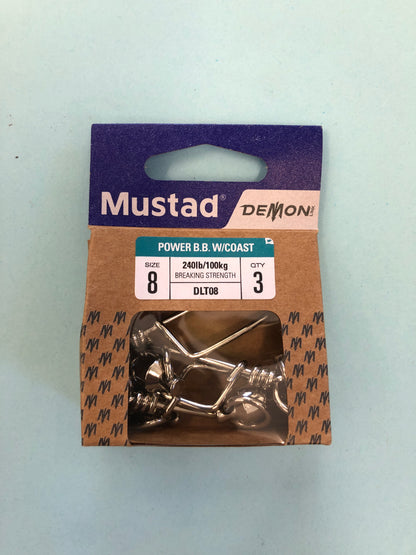 Mustad®
DEMON
POWER B.B. W/COAST
SIZE
8
240lb/100kg
BREAKING STRENGTH
DLT08
QTY
3